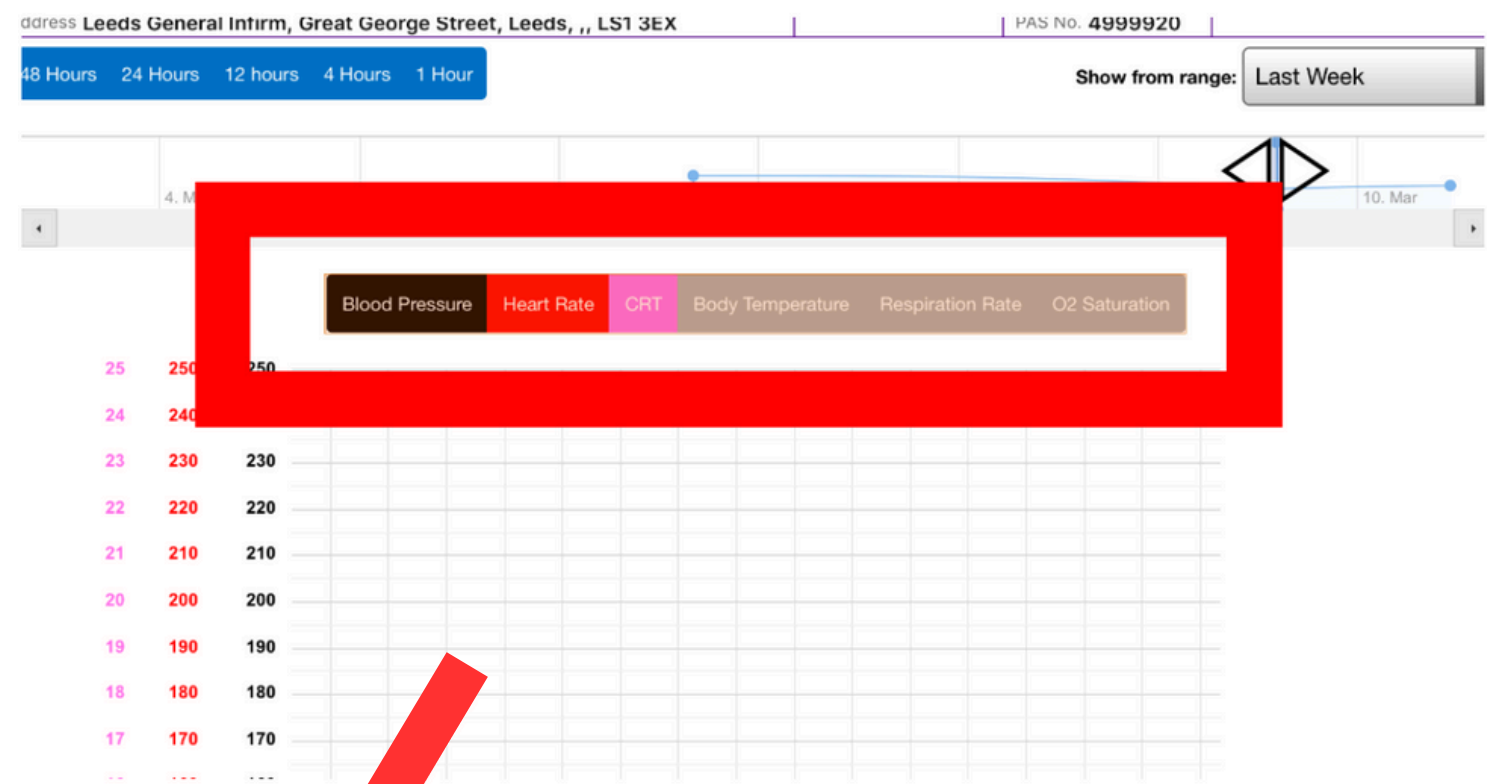 ddress Leeds General Infirm, Great George Street, Leeds, ,, LS1 3EX PAS No. 4999920
48 Hours 24 Hours 12 hours 4 Hours 1 Hour Show from range: Last Week
4. M 10. Mar
Blood Pressure Heart Rate CRT Body Temperature Respiration Rate O2 Saturation
25 250 250
24 240
23 230 230
22 220 220
21 210 210
20 200 200
19 190 190
18 180 180
17 170 170